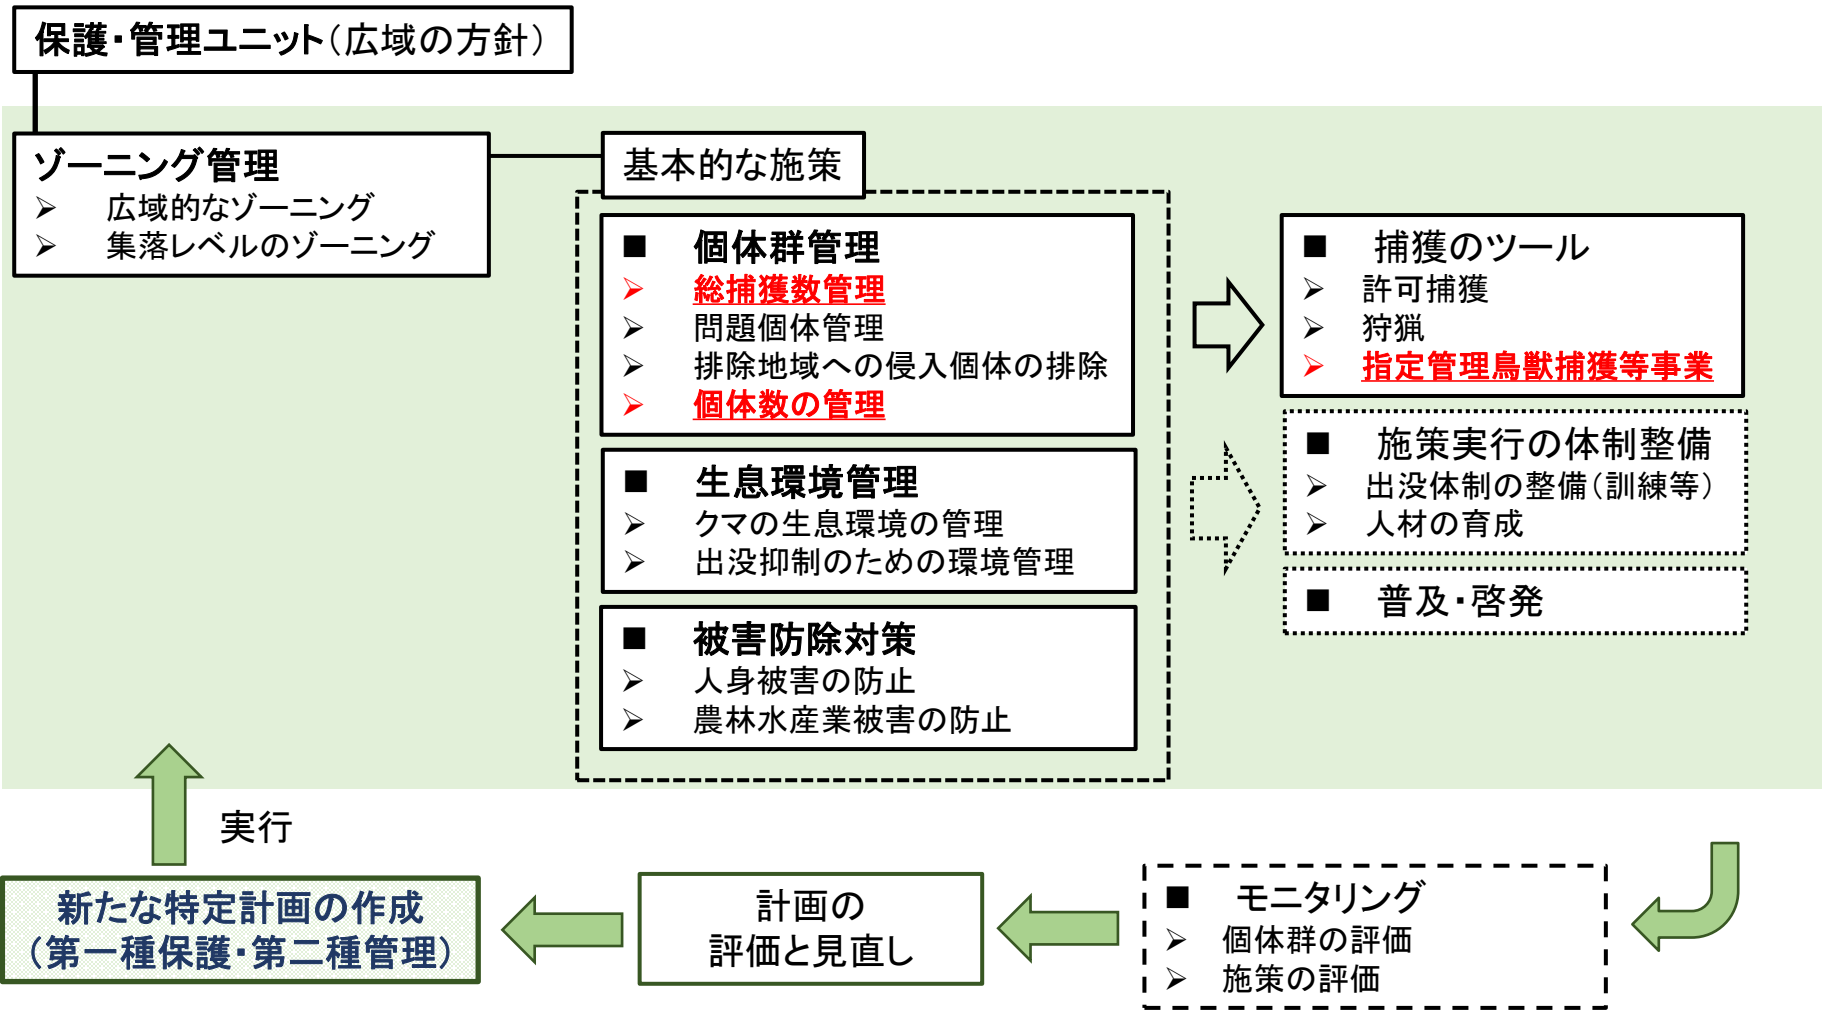 保護・管理ユニット（広域の方針）
ゾーニング管理
➢ 広域的なゾーニング
➢ 集落レベルのゾーニング
基本的な施策
■ 個体群管理
➢ 総捕獲数管理
➢ 問題個体管理
➢ 排除地域への侵入個体の排除
➢ 個体数の管理
■ 生息環境管理
➢ クマの生息環境の管理
➢ 出没抑制のための環境管理
■ 被害防除対策
➢ 人身被害の防止
➢ 農林水産業被害の防止
■ 捕獲のツール
➢ 許可捕獲
➢ 狩猟
➢ 指定管理鳥獣捕獲等事業
■ 施策実行の体制整備
➢ 出没体制の整備（訓練等）
➢ 人材の育成
■ 普及・啓発
実行
新たな特定計画の作成
（第一種保護・第二種管理）
計画の
評価と見直し
■ モニタリング
➢ 個体群の評価
➢ 施策の評価